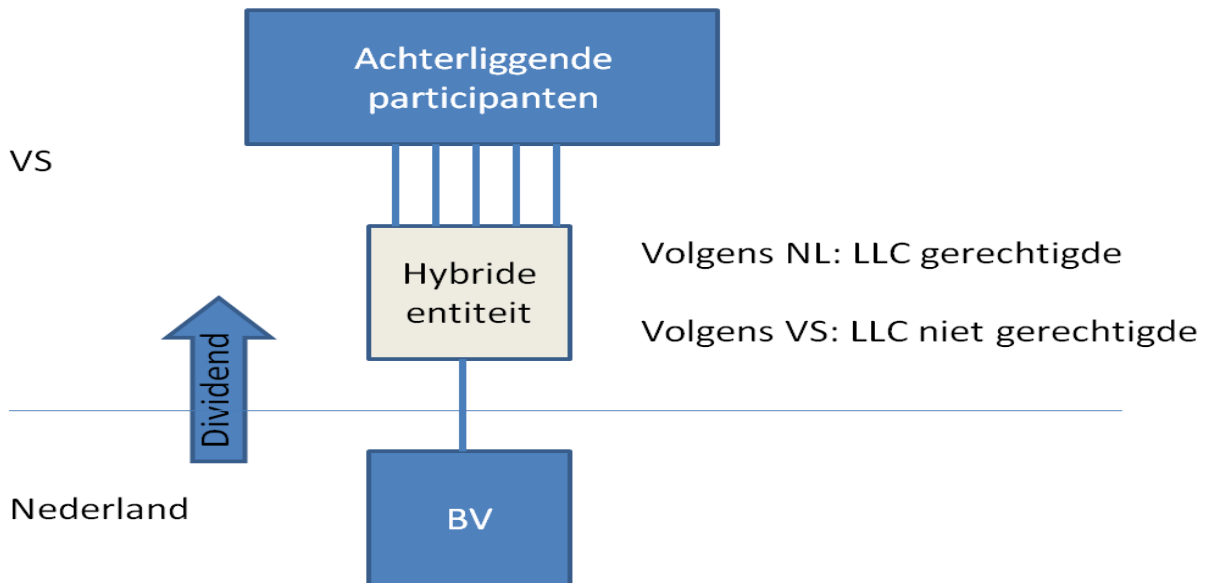 Achterliggende
participanten
VS
Hybride
entiteit
Volgens NL: LLC gerechtigde
Volgens VS: LLC niet gerechtigde
Dividend
Nederland
BV